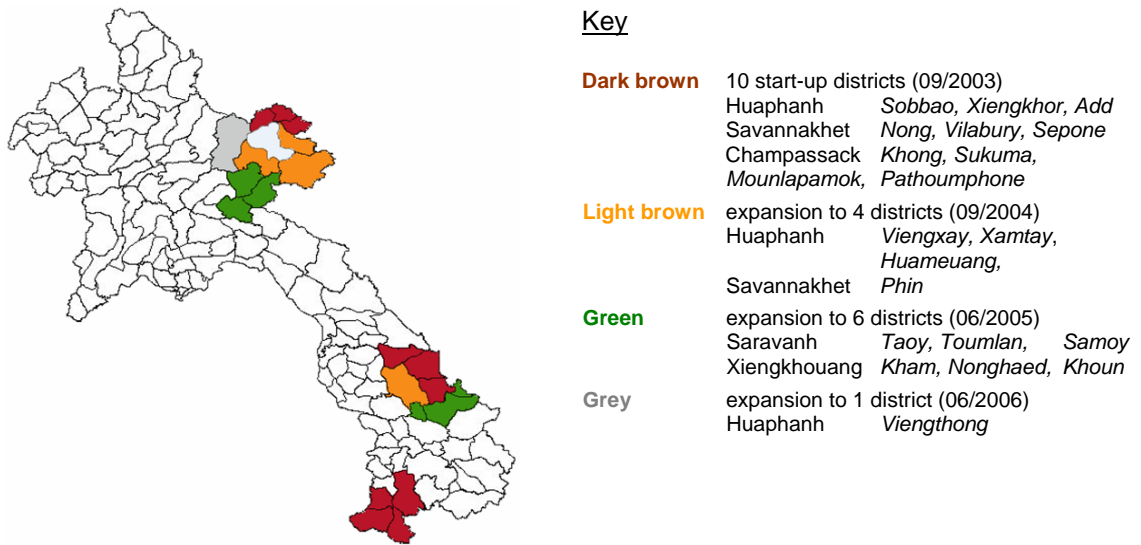 Key
Dark brown 10 start-up districts (09/2003)
Huaphanh Sobbao, Xiengkhor, Add
Savannakhet Nong, Vilabury, Sepone
Champassack Khong, Sukuma,
Mounlapamok, Pathoumphone
Light brown expansion to 4 districts (09/2004)
Huaphanh Viengxay, Xamtay,
Huameuang,
Savannakhet Phin
Green expansion to 6 districts (06/2005)
Saravanh Taoy, Toumlan, Samoy
Xiengkhouang Kham, Nonghaed, Khoun
Grey expansion to 1 district (06/2006)
Huaphanh Viengthong